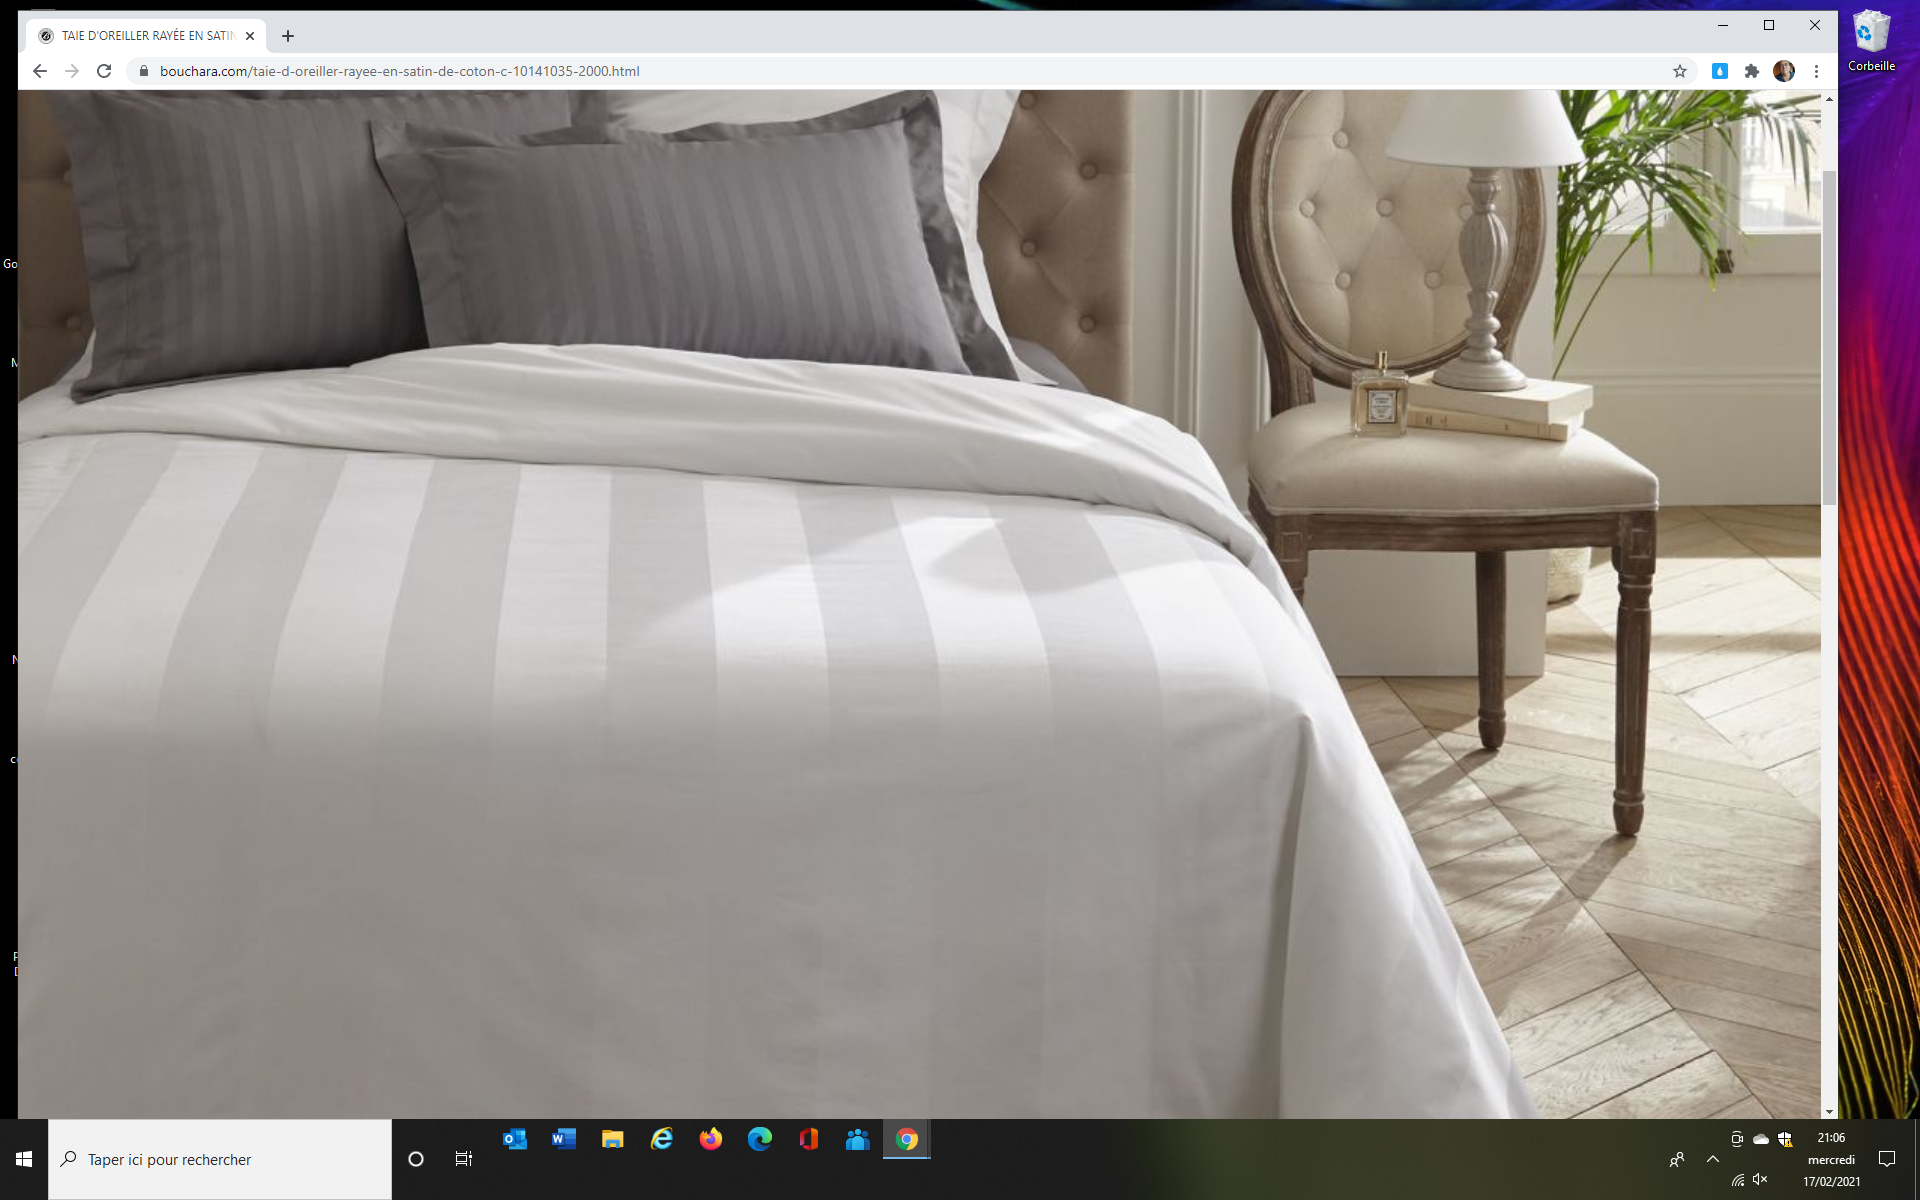 TAIE D'OREILLER RAYÉE EN SATIN
bouchara.com/taie-d-oreiller-rayee-en-satin-de-coton-c-10141035-2000.html
Corbeille
Go
M
N
P
D
Taper ici pour rechercher
21:06
mercredi
17/02/2021